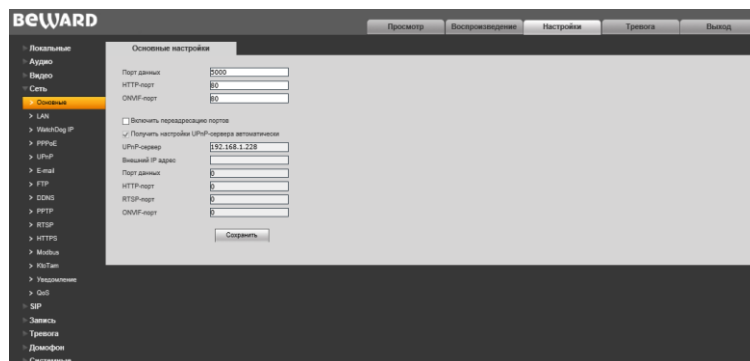 BEWARD
Просмотр Воспроизведение Настройки Тревога Выход
Локальные
Аудио
Видео
Сеть
Основные
LAN
WatchDog IP
PPPoE
UPnP
E-mail
FTP
DDNS
PPTP
RTSP
HTTPS
Modbus
KtoTam
Уведомление
QoS
SIP
Запись
Тревога
Домофон
Системные
Основные настройки
Порт данных 5000
HTTP-порт 80
ONVIF-порт 80
Включить переадресацию портов
Получить настройки UPnP-сервера автоматически
UPnP-сервер 192.168.1.228
Внешний IP адрес
Порт данных 0
HTTP-порт 0
RTSP-порт 0
ONVIF-порт 0
Сохранить